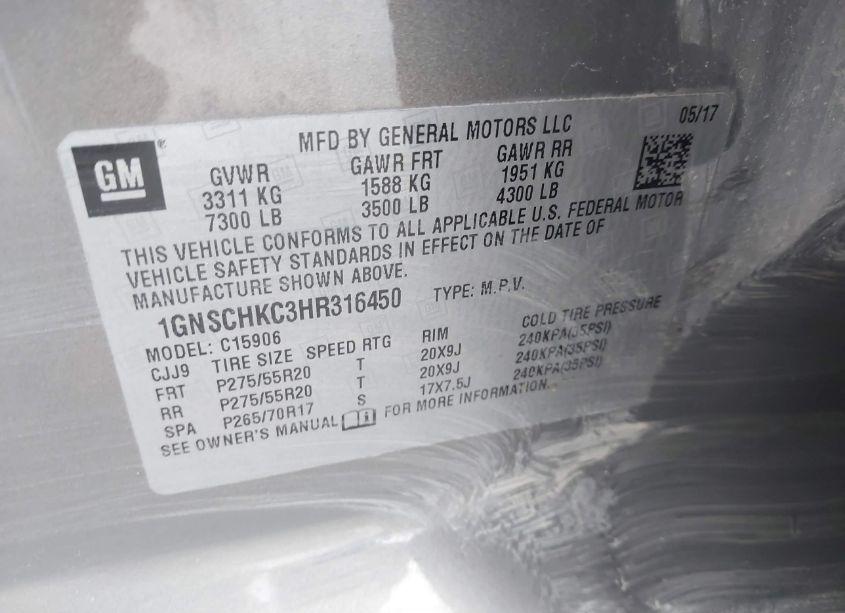 GM
MFD BY GENERAL MOTORS LLC 05/17
GVWR GAWR FRT GAWR RR
3311 KG 1588 KG 1951 KG
7300 LB 3500 LB 4300 LB
THIS VEHICLE CONFORMS TO ALL APPLICABLE U.S. FEDERAL MOTOR
VEHICLE SAFETY STANDARDS IN EFFECT ON THE DATE OF
MANUFACTURE SHOWN ABOVE.
1GNSCHKC3HR316450 TYPE: M.P.V.
MODEL: C15906
CJJ9 TIRE SIZE SPEED RTG RIM COLD TIRE PRESSURE
FRT P275/55R20 T 20X9J 240KPA(35PSI)
RR P275/55R20 T 20X9J 240KPA(35PSI)
SPA P265/70R17 S 17X7.5J 240KPA(35PSI)
SEE OWNER'S MANUAL FOR MORE INFORMATION.